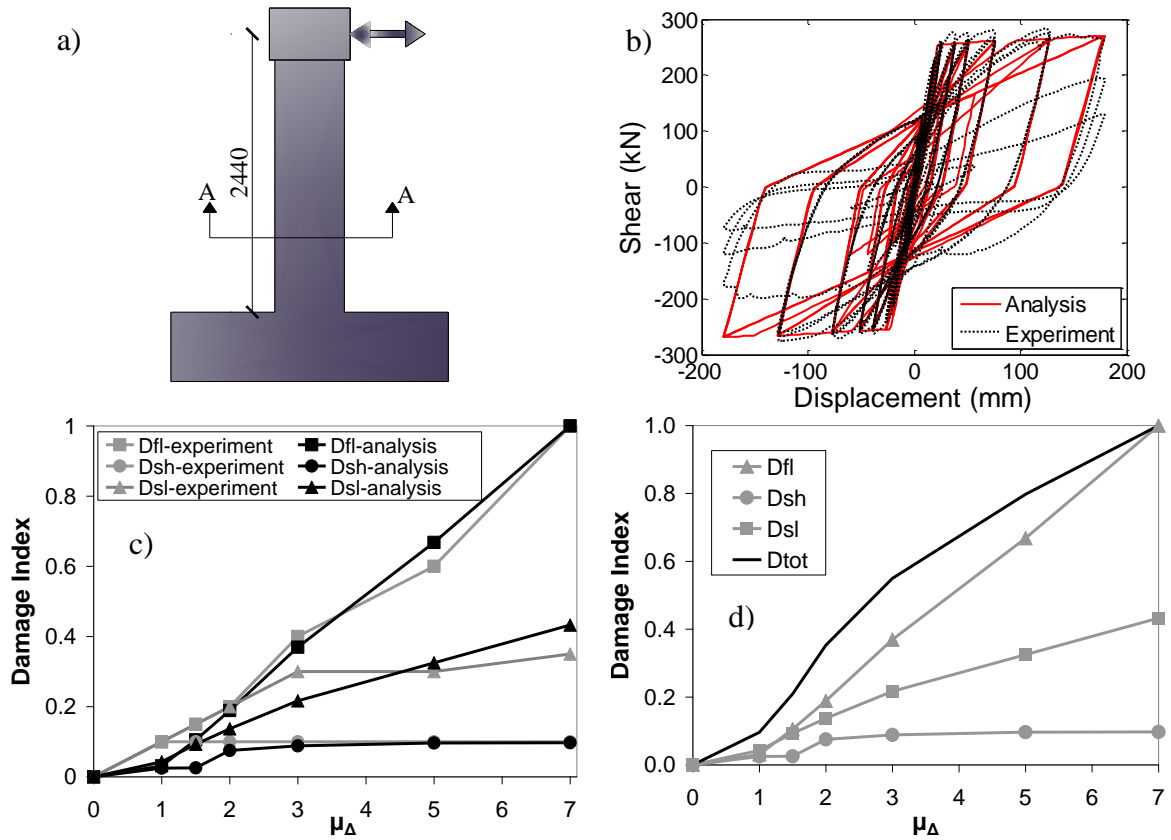 a)
2440
A A
b)
Shear (kN)
300
200
100
0
-100
-200
-300
-200 -100 0 100 200
Displacement (mm)
Analysis
Experiment
c)
Damage Index
1
0.8
0.6
0.4
0.2
0
0 1 2 3 4 5 6 7
μΔ
Dfl-experiment Dfl-analysis
Dsh-experiment Dsh-analysis
Dsl-experiment Dsl-analysis
d)
Damage Index
1.0
0.8
0.6
0.4
0.2
0.0
0 1 2 3 4 5 6 7
μΔ
Dfl
Dsh
Dsl
Dtot